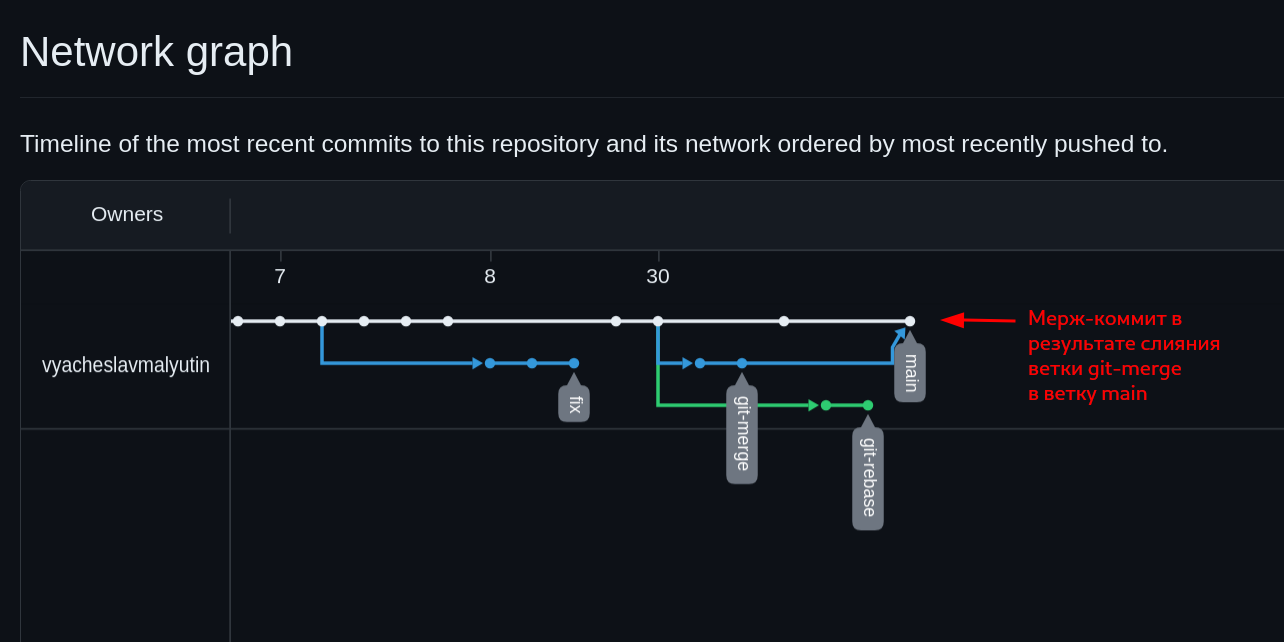 Network graph
Timeline of the most recent commits to this repository and its network ordered by most recently pushed to.
Owners
7
8
30
vyacheslavmalyutin
Мерж-коммит в
результате слияния
ветки git-merge
в ветку main
main
fix
git-merge
git-rebase